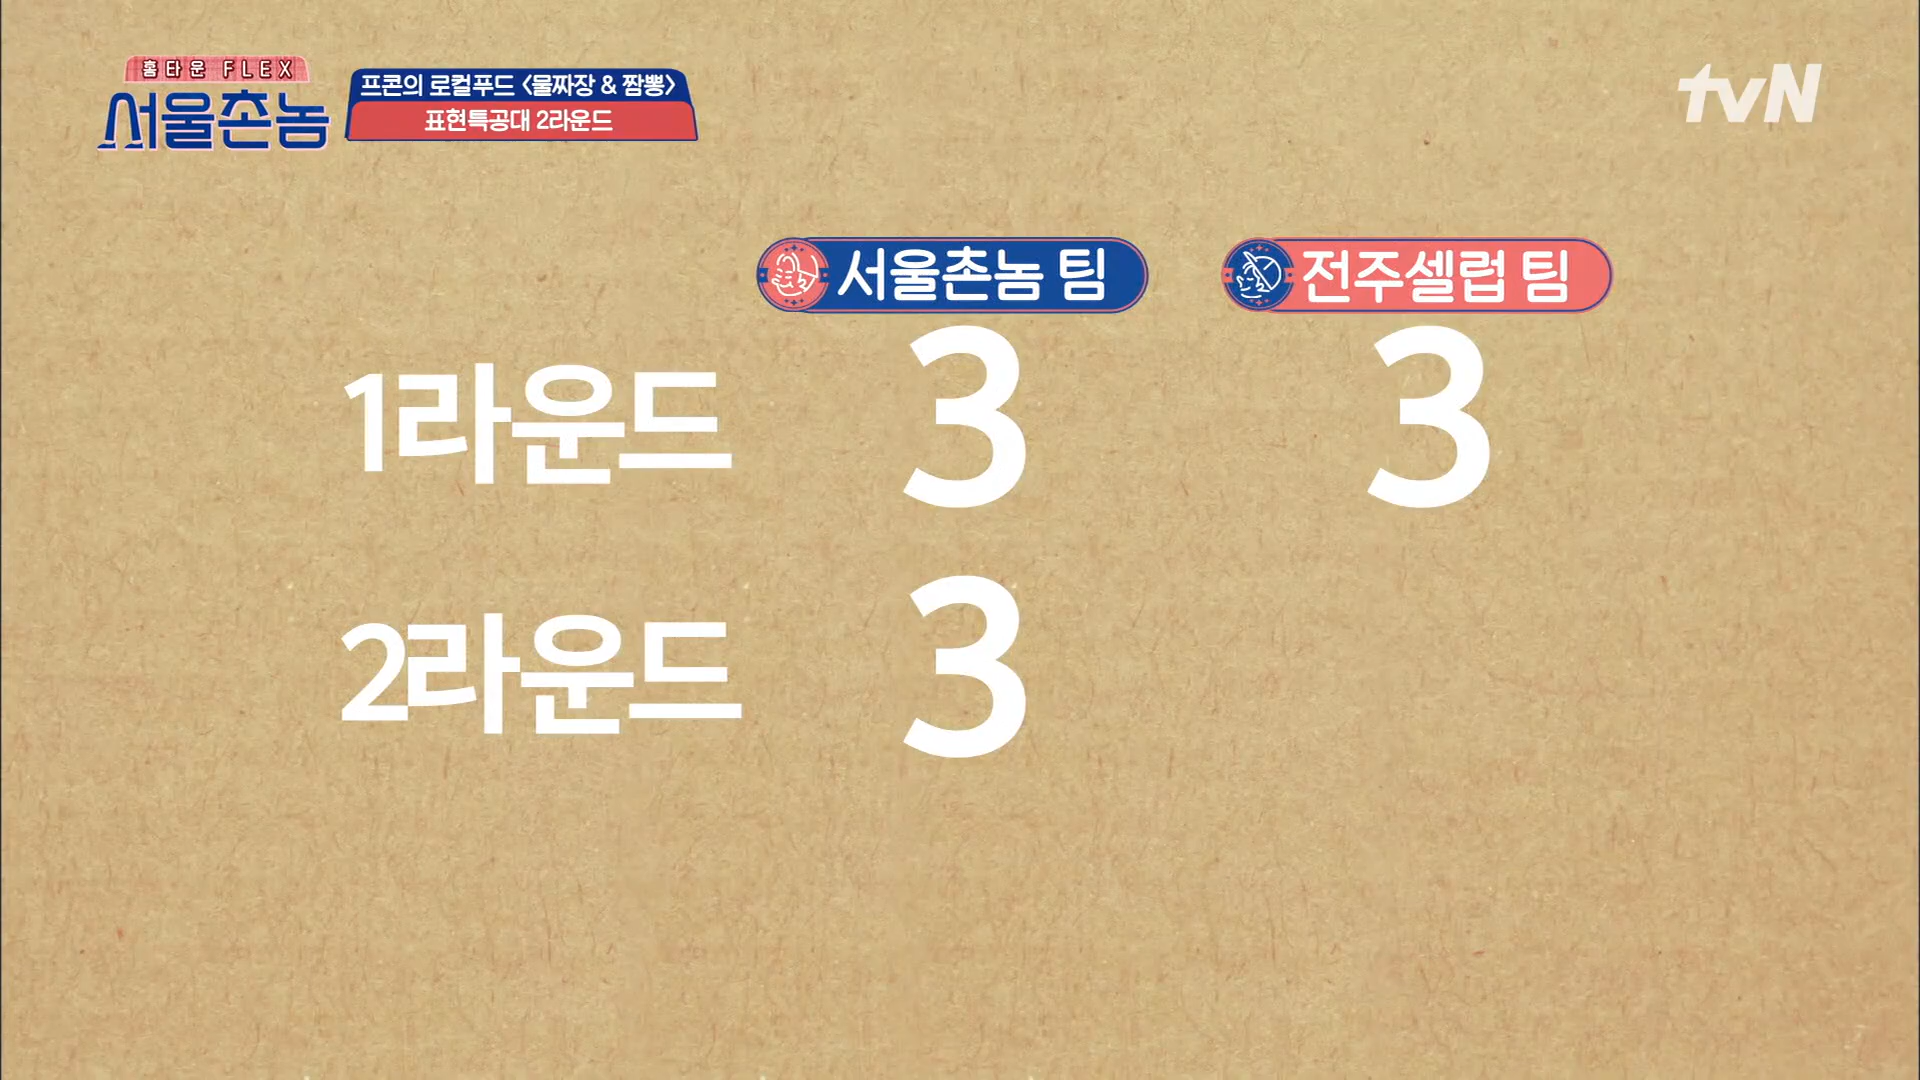 홈타운 FLEX
서울촌놈
프콘의 로컬푸드 <물짜장 & 짬뽕>
표현특공대 2라운드
tvN
서울촌놈 팀 전주셀럽 팀
1라운드 3 3
2라운드 3